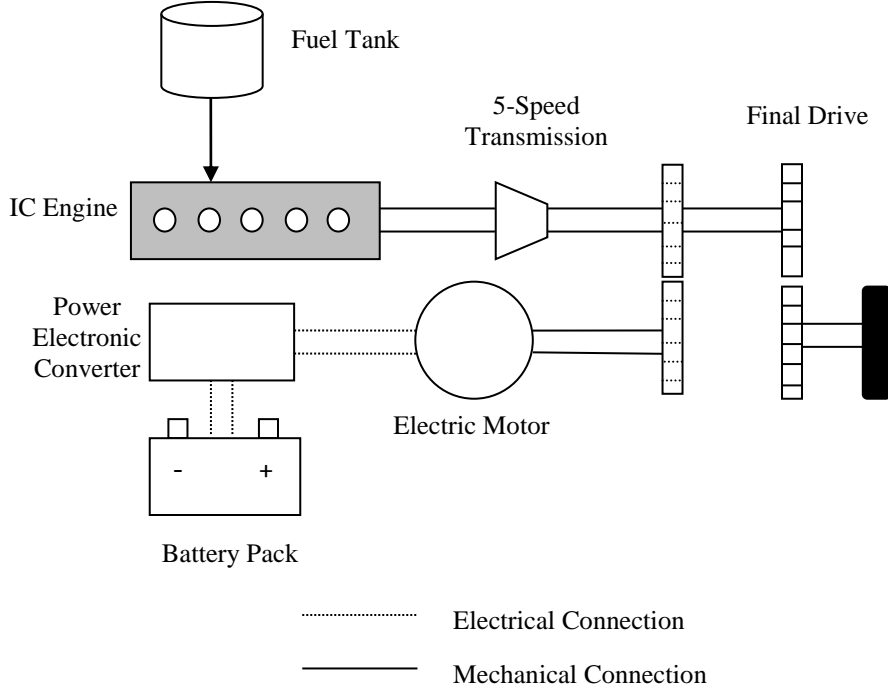 Fuel Tank
5-Speed
Transmission
Final Drive
IC Engine
Power
Electronic
Converter
Electric Motor
- +
Battery Pack
Electrical Connection
Mechanical Connection